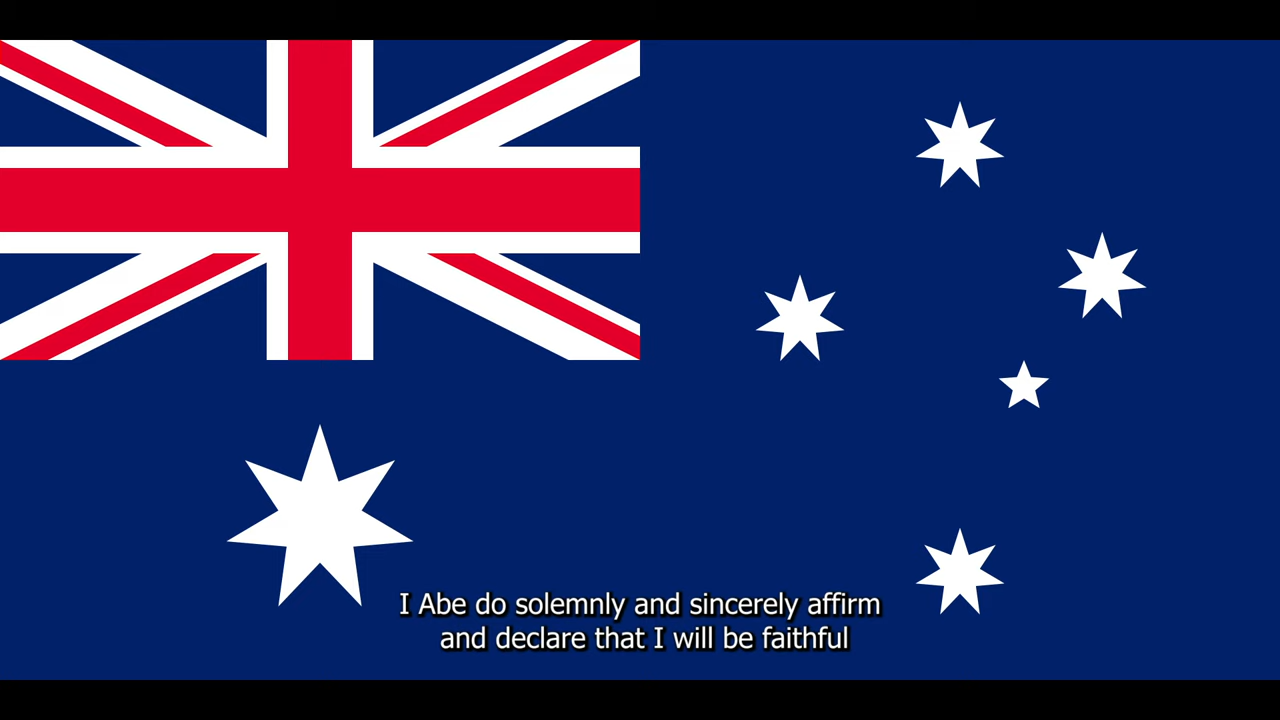 I Abe do solemnly and sincerely affirm
and declare that I will be faithful